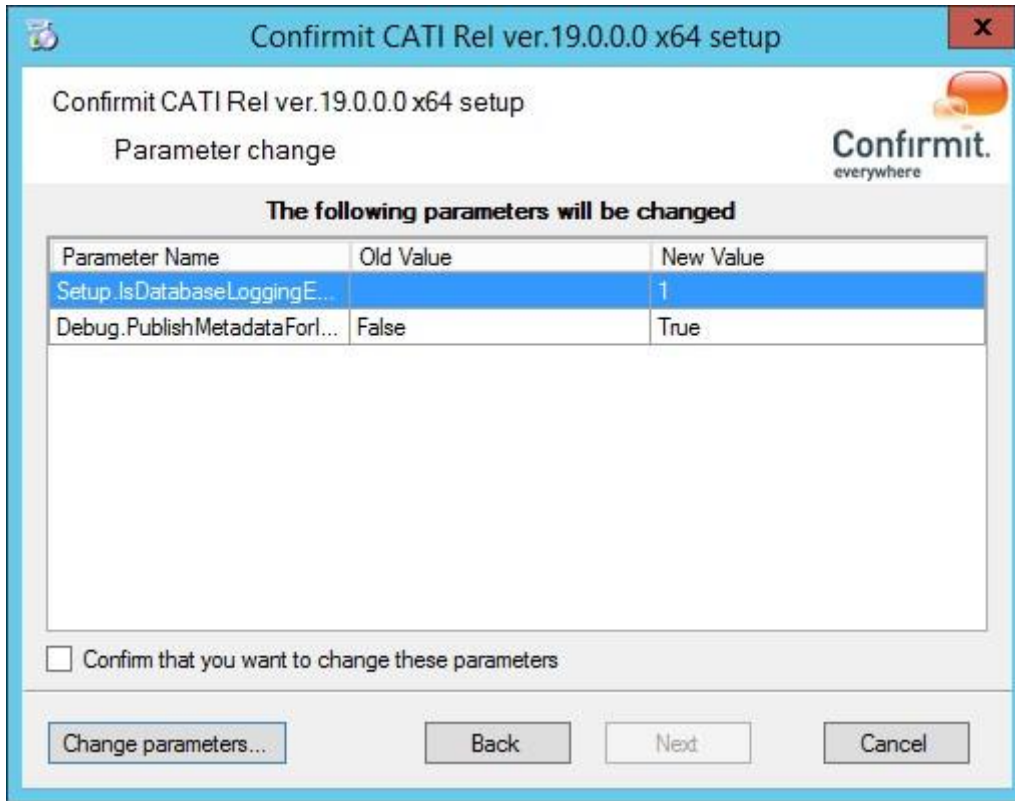 Confirmit CATI Rel ver.19.0.0.0 x64 setup
x
Confirmit CATI Rel ver.19.0.0.0 x64 setup
Parameter change
Confirmit.
everywhere
The following parameters will be changed
Parameter Name Old Value New Value
Setup.IsDatabaseLoggingE... 1
Debug.PublishMetadataForI... False True
Confirm that you want to change these parameters
Change parameters... Back Next Cancel